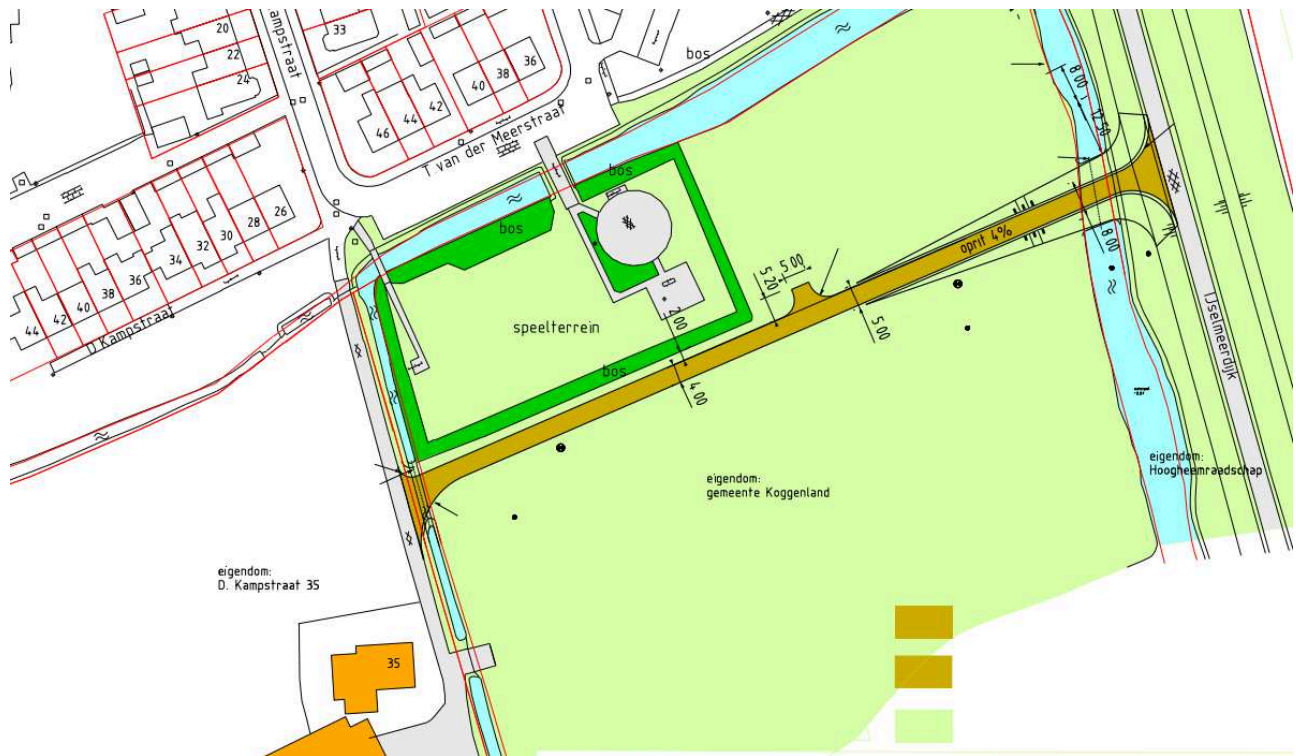 20
22
24
33
Kampstraat
46
44
42
40
38
36
T van der Meerstraat
bos
bos
bos
bos
44
42
40
38
36
34
32
30
28
26
D Kampstraat
speelterrein
2.00
4.00
5.20
5.00
5.00
oprit 4%
8.00
12.50
8.00
IJselmeerdijk
eigendom:
Hoogheemraadschap
eigendom:
gemeente Koggenland
eigendom:
D. Kampstraat 35
35